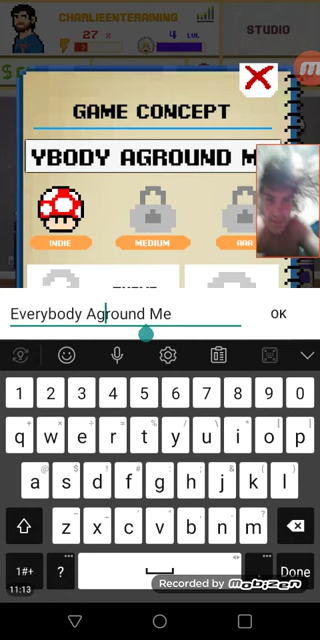 CHARLIEENTERAINING
27 X
4 LVL
STUDIO
$
GAME CONCEPT
YBODY AGROUND M
INDIE
MEDIUM
AAA
Everybody Aground Me
OK
1 2 3 4 5 6 7 8 9 0
q w e r t y u i o p
a s d f g h j k l
z x c v b n m
1#+
?
Done
11:13
Recorded by mobizen